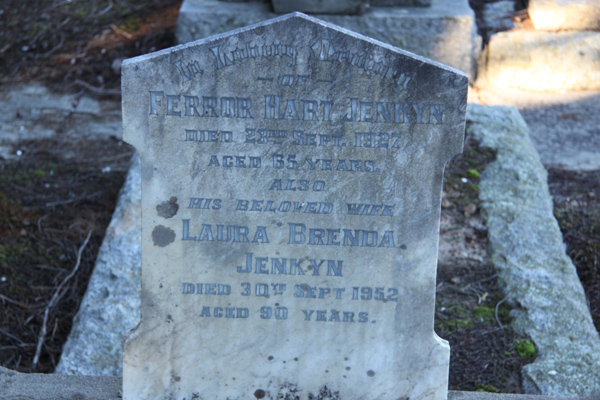 In Loving Memory
— OF —
FERROR HART JENKYN
DIED 28TH SEPT. 1927
AGED 65 YEARS.
ALSO
HIS BELOVED WIFE
LAURA BRENDA
JENKYN
DIED 30TH SEPT 1952
AGED 90 YEARS.